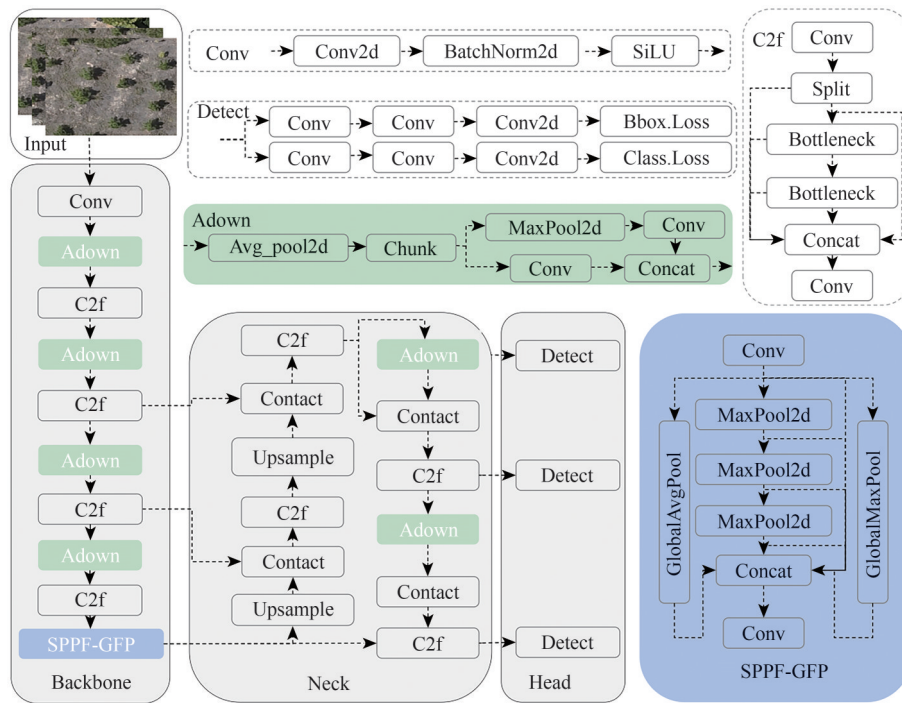 Input
Conv
Conv2d
BatchNorm2d
SiLU
Detect
Conv
Conv
Conv2d
Bbox.Loss
Conv
Conv
Conv2d
Class.Loss
Adown
Avg_pool2d
Chunk
MaxPool2d
Conv
Conv
Concat
C2f
Conv
Split
Bottleneck
Bottleneck
Concat
Conv
Conv
Adown
C2f
Adown
C2f
Adown
C2f
Adown
C2f
SPPF-GFP
Backbone
C2f
Contact
Upsample
C2f
Contact
Upsample
Adown
Contact
C2f
Adown
Contact
C2f
Neck
Detect
Detect
Detect
Head
Conv
MaxPool2d
MaxPool2d
MaxPool2d
GlobalAvgPool
GlobalMaxPool
Concat
Conv
SPPF-GFP